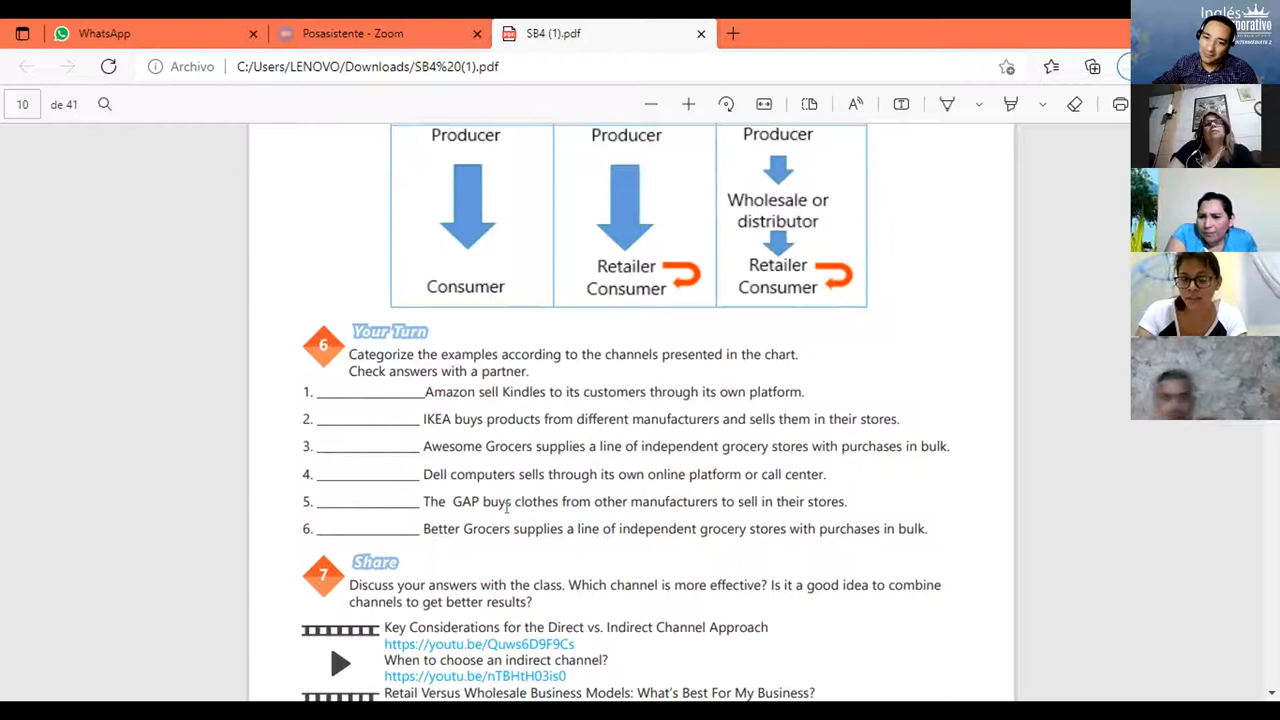 WhatsApp
Posasistente - Zoom
SB4 (1).pdf
Archivo
C:/Users/LENOVO/Downloads/SB4%20(1).pdf
10
de 41
Inglés
INTERMEDIATE 2
Producer
Consumer
Producer
Retailer
Consumer
Producer
Wholesale or
distributor
Retailer
Consumer
6
Your Turn
Categorize the examples according to the channels presented in the chart.
Check answers with a partner.
1. ________________Amazon sell Kindles to its customers through its own platform.
2. _______________ IKEA buys products from different manufacturers and sells them in their stores.
3. _______________ Awesome Grocers supplies a line of independent grocery stores with purchases in bulk.
4. _______________ Dell computers sells through its own online platform or call center.
5. _______________ The GAP buys clothes from other manufacturers to sell in their stores.
6. _______________ Better Grocers supplies a line of independent grocery stores with purchases in bulk.
7
Share
Discuss your answers with the class. Which channel is more effective? Is it a good idea to combine
channels to get better results?
Key Considerations for the Direct vs. Indirect Channel Approach
https://youtu.be/Quws6D9F9Cs
When to choose an indirect channel?
https://youtu.be/nTBHtH03is0
Retail Versus Wholesale Business Models: What's Best For My Business?